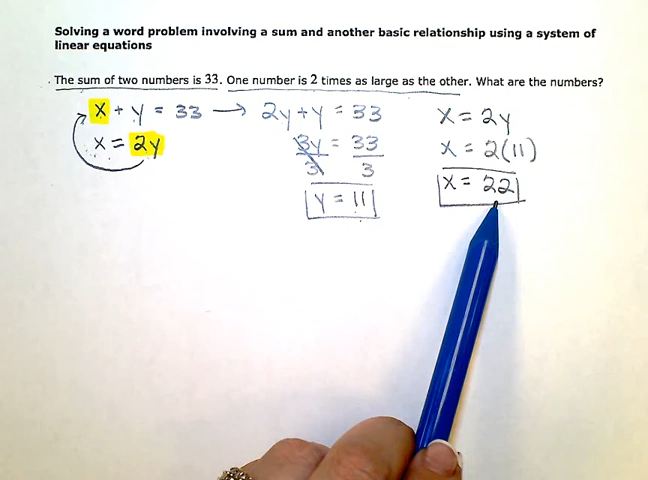 Solving a word problem involving a sum and another basic relationship using a system of
linear equations
The sum of two numbers is 33. One number is 2 times as large as the other. What are the numbers?
x + y = 33 → 2y + y = 33
x = 2y
3y = 33
3 3
y = 11
x = 2y
x = 2(11)
x = 22